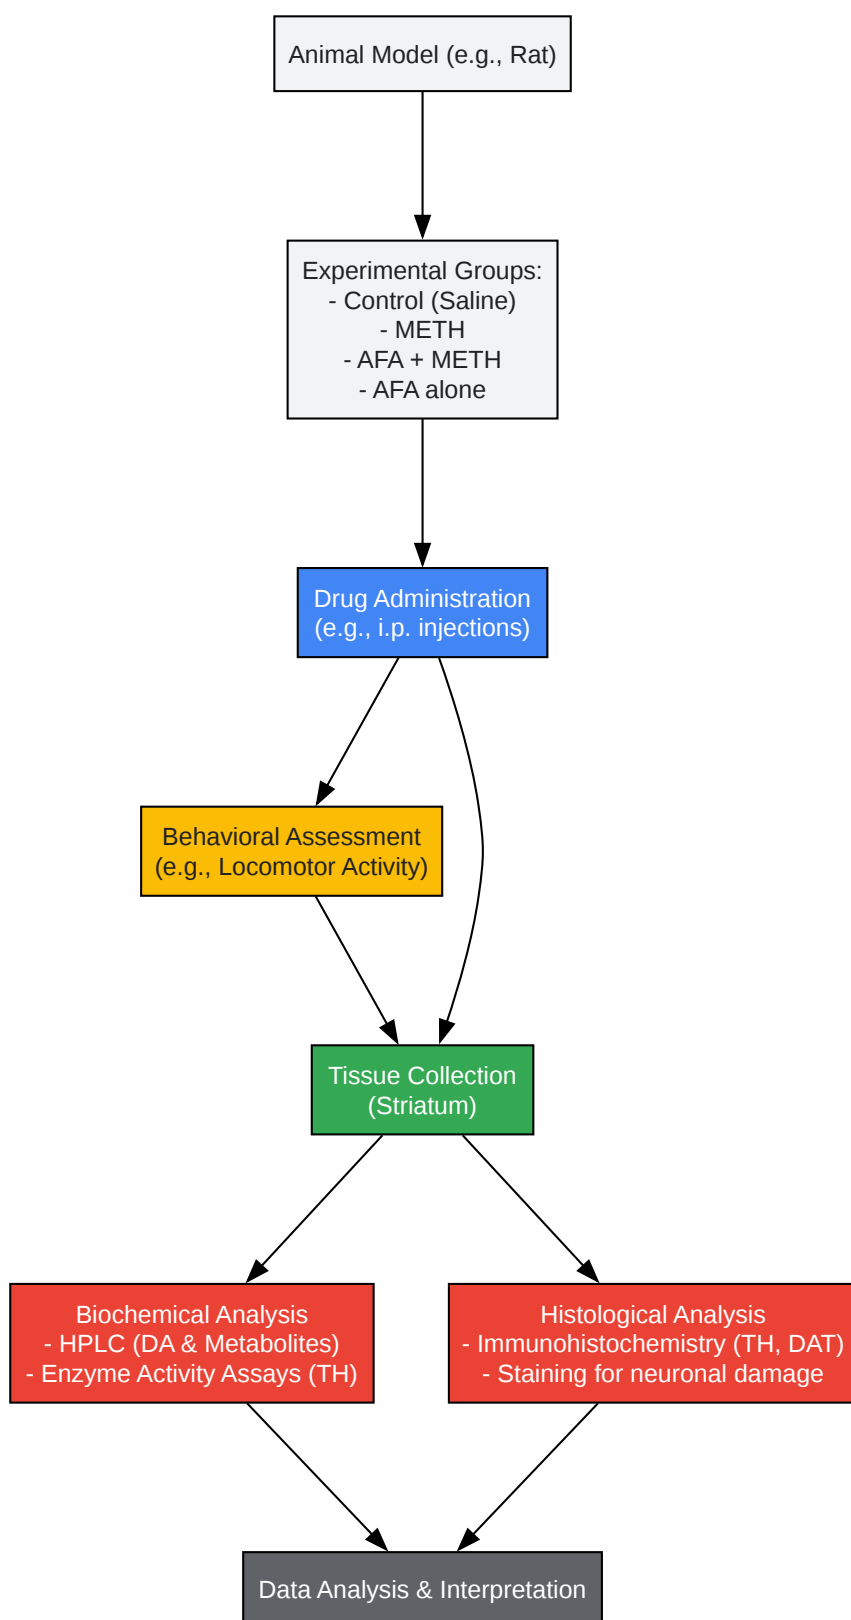 Animal Model (e.g., Rat)
Experimental Groups:
- Control (Saline)
- METH
- AFA + METH
- AFA alone
Drug Administration
(e.g., i.p. injections)
Behavioral Assessment
(e.g., Locomotor Activity)
Tissue Collection
(Striatum)
Biochemical Analysis
- HPLC (DA & Metabolites)
- Enzyme Activity Assays (TH)
Histological Analysis
- Immunohistochemistry (TH, DAT)
- Staining for neuronal damage
Data Analysis & Interpretation